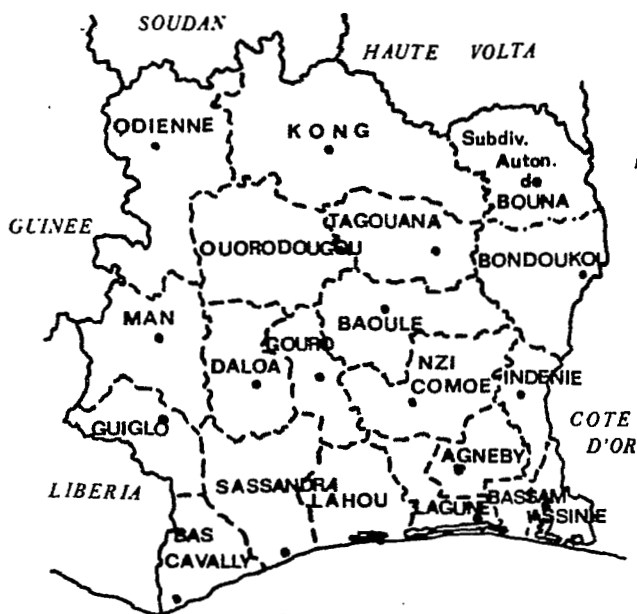 SOUDAN
HAUTE VOLTA
ODIENNE
KONG
Subdiv.
Auton.
de
BOUNA
GUINEE
TAGOUANA
OUORODOUGOU
BONDOUKOU
MAN
BAOULE
GOURO
DALOA
NZI
COMOE
INDENIE
GUIGLO
COTE
D'OR
AGNEBY
LIBERIA
SASSANDRA
LAHOU
LAGUNE
BASSAM
ASSINIE
BAS
CAVALLY